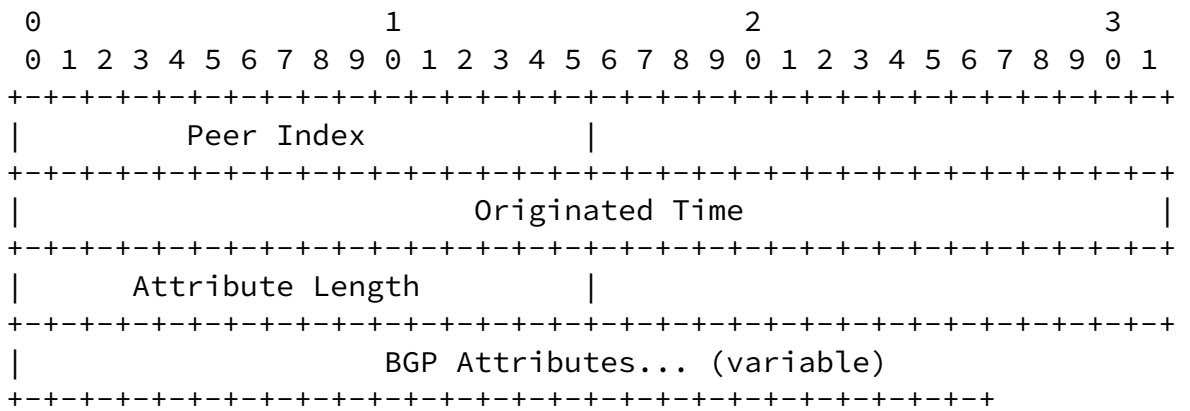 0                   1                   2                   3
 0 1 2 3 4 5 6 7 8 9 0 1 2 3 4 5 6 7 8 9 0 1 2 3 4 5 6 7 8 9 0 1
+-+-+-+-+-+-+-+-+-+-+-+-+-+-+-+-+-+-+-+-+-+-+-+-+-+-+-+-+-+-+-+-+
|         Peer Index            |
+-+-+-+-+-+-+-+-+-+-+-+-+-+-+-+-+-+-+-+-+-+-+-+-+-+-+-+-+-+-+-+-+
|                         Originated Time                       |
+-+-+-+-+-+-+-+-+-+-+-+-+-+-+-+-+-+-+-+-+-+-+-+-+-+-+-+-+-+-+-+-+
|      Attribute Length         |
+-+-+-+-+-+-+-+-+-+-+-+-+-+-+-+-+-+-+-+-+-+-+-+-+-+-+-+-+-+-+-+-+
|                    BGP Attributes... (variable)
+-+-+-+-+-+-+-+-+-+-+-+-+-+-+-+-+-+-+-+-+-+-+-+-+-+-+-+